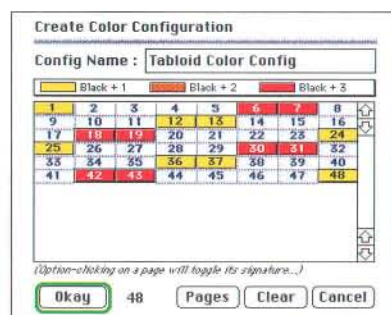 Create Color Configuration
Config Name : Tabloid Color Config
Black + 1 Black + 2 Black + 3
1 2 3 4 5 6 7 8
9 10 11 12 13 14 15 16
17 18 19 20 21 22 23 24
25 26 27 28 29 30 31 32
33 34 35 36 37 38 39 40
41 42 43 44 45 46 47 48
(Option-clicking on a page will toggle its signature...)
Okay 48 Pages Clear Cancel